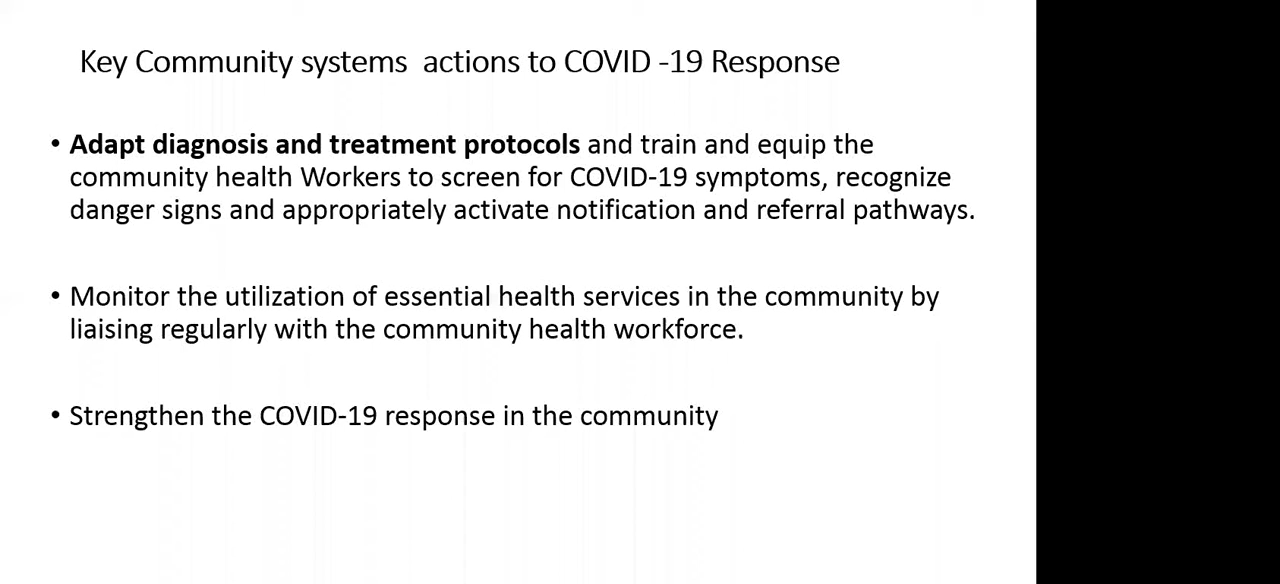 Key Community systems  actions to COVID -19 Response
• Adapt diagnosis and treatment protocols and train and equip the
community health Workers to screen for COVID-19 symptoms, recognize
danger signs and appropriately activate notification and referral pathways.
• Monitor the utilization of essential health services in the community by
liaising regularly with the community health workforce.
• Strengthen the COVID-19 response in the community